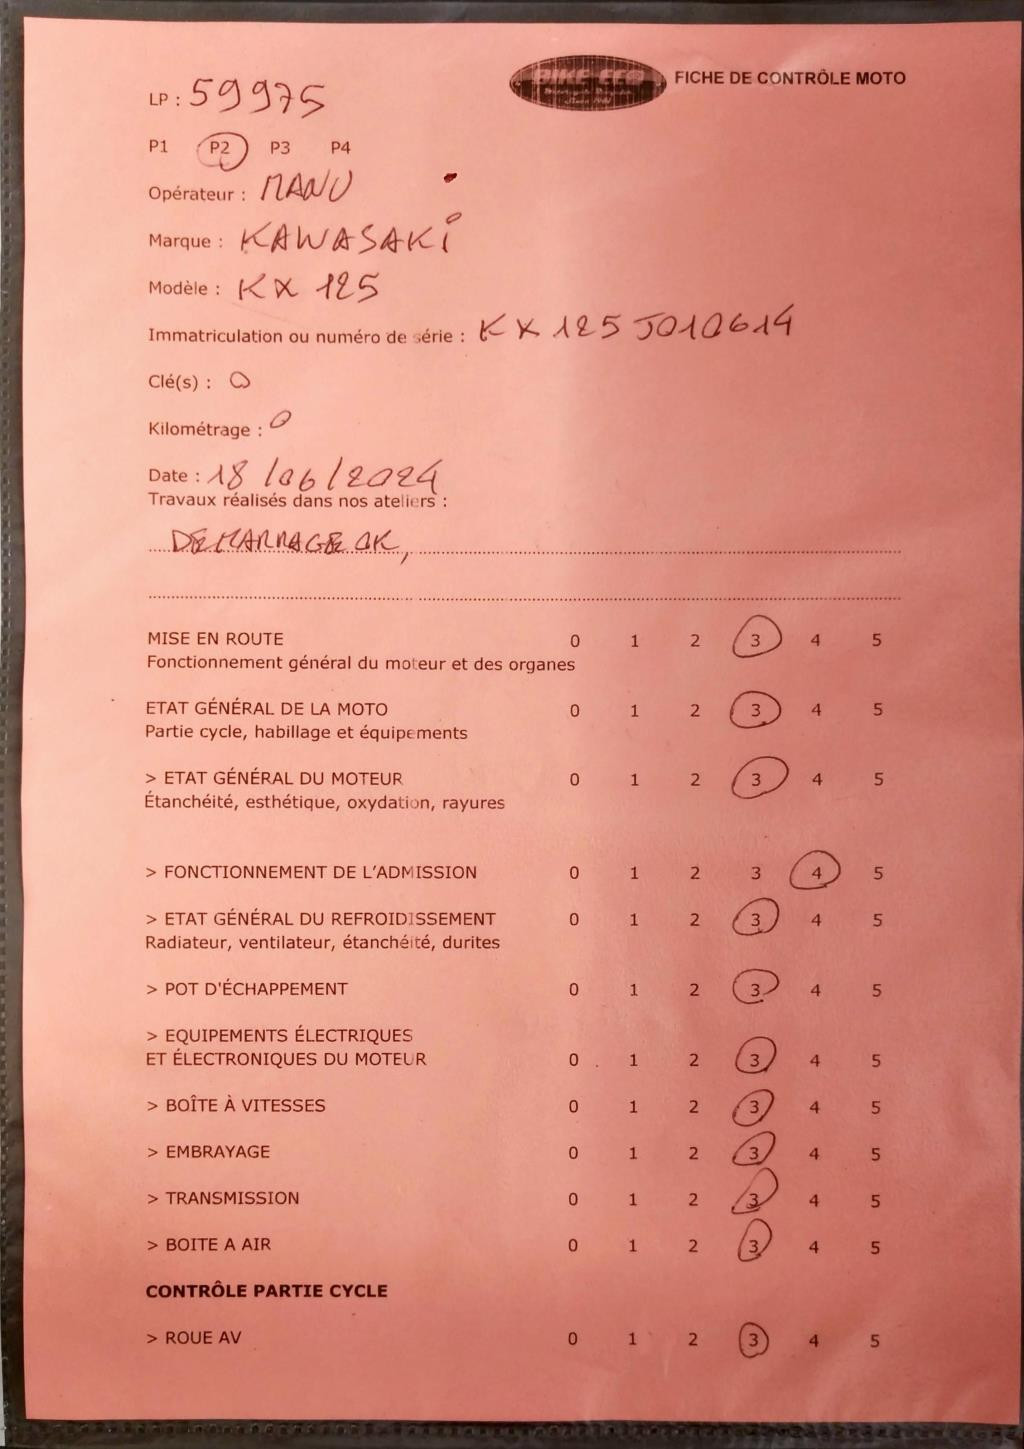 BIKE-ECO
FICHE DE CONTRÔLE MOTO
LP : 59975
P1 P2 P3 P4
Opérateur : MANU
Marque : KAWASAKi
Modèle : KX 125
Immatriculation ou numéro de série : KX125J010614
Clé(s) : 0
Kilométrage : 0
Date : 18/06/2024
Travaux réalisés dans nos ateliers :
DEMARRAGE OK,
MISE EN ROUTE 0 1 2 3 4 5
Fonctionnement général du moteur et des organes
ETAT GÉNÉRAL DE LA MOTO 0 1 2 3 4 5
Partie cycle, habillage et équipements
> ETAT GÉNÉRAL DU MOTEUR 0 1 2 3 4 5
Étanchéité, esthétique, oxydation, rayures
> FONCTIONNEMENT DE L'ADMISSION 0 1 2 3 4 5
> ETAT GÉNÉRAL DU REFROIDISSEMENT 0 1 2 3 4 5
Radiateur, ventilateur, étanchéité, durites
> POT D'ÉCHAPPEMENT 0 1 2 3 4 5
> EQUIPEMENTS ÉLECTRIQUES
ET ÉLECTRONIQUES DU MOTEUR 0 1 2 3 4 5
> BOÎTE À VITESSES 0 1 2 3 4 5
> EMBRAYAGE 0 1 2 3 4 5
> TRANSMISSION 0 1 2 3 4 5
> BOITE A AIR 0 1 2 3 4 5
CONTRÔLE PARTIE CYCLE
> ROUE AV 0 1 2 3 4 5